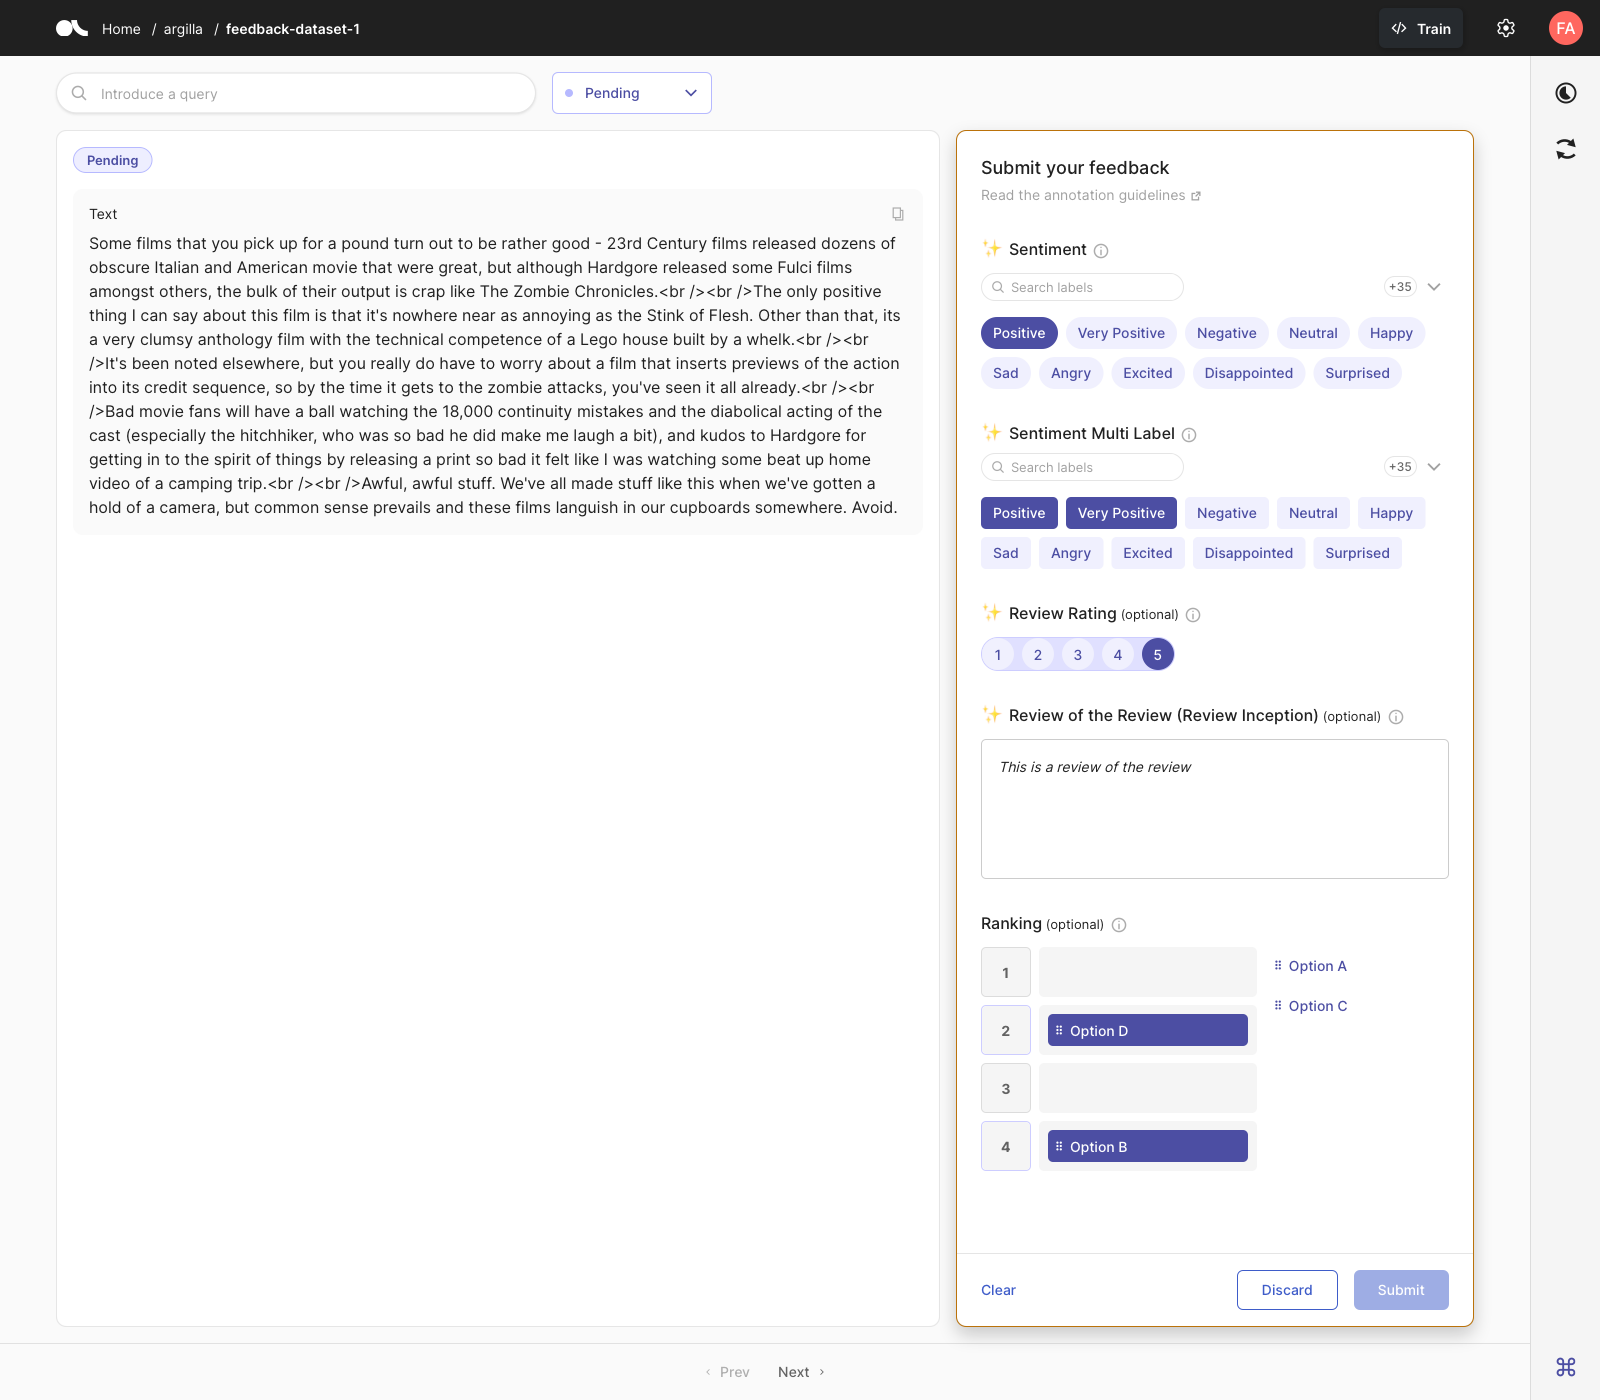 Home / argilla / feedback-dataset-1
Train
FA
Introduce a query
Pending
Pending
Text
Some films that you pick up for a pound turn out to be rather good - 23rd Century films released dozens of
obscure Italian and American movie that were great, but although Hardgore released some Fulci films
amongst others, the bulk of their output is crap like The Zombie Chronicles.<br /><br />The only positive
thing I can say about this film is that it's nowhere near as annoying as the Stink of Flesh. Other than that, its
a very clumsy anthology film with the technical competence of a Lego house built by a whelk.<br /><br
/>It's been noted elsewhere, but you really do have to worry about a film that inserts previews of the action
into its credit sequence, so by the time it gets to the zombie attacks, you've seen it all already.<br /><br
/>Bad movie fans will have a ball watching the 18,000 continuity mistakes and the diabolical acting of the
cast (especially the hitchhiker, who was so bad he did make me laugh a bit), and kudos to Hardgore for
getting in to the spirit of things by releasing a print so bad it felt like I was watching some beat up home
video of a camping trip.<br /><br />Awful, awful stuff. We've all made stuff like this when we've gotten a
hold of a camera, but common sense prevails and these films languish in our cupboards somewhere. Avoid.
Submit your feedback
Read the annotation guidelines
Sentiment
Search labels
+35
Positive Very Positive Negative Neutral Happy
Sad Angry Excited Disappointed Surprised
Sentiment Multi Label
Search labels
+35
Positive Very Positive Negative Neutral Happy
Sad Angry Excited Disappointed Surprised
Review Rating (optional)
1 2 3 4 5
Review of the Review (Review Inception) (optional)
This is a review of the review
Ranking (optional)
1
Option A
Option C
2 Option D
3
4 Option B
Clear
Discard
Submit
Prev
Next